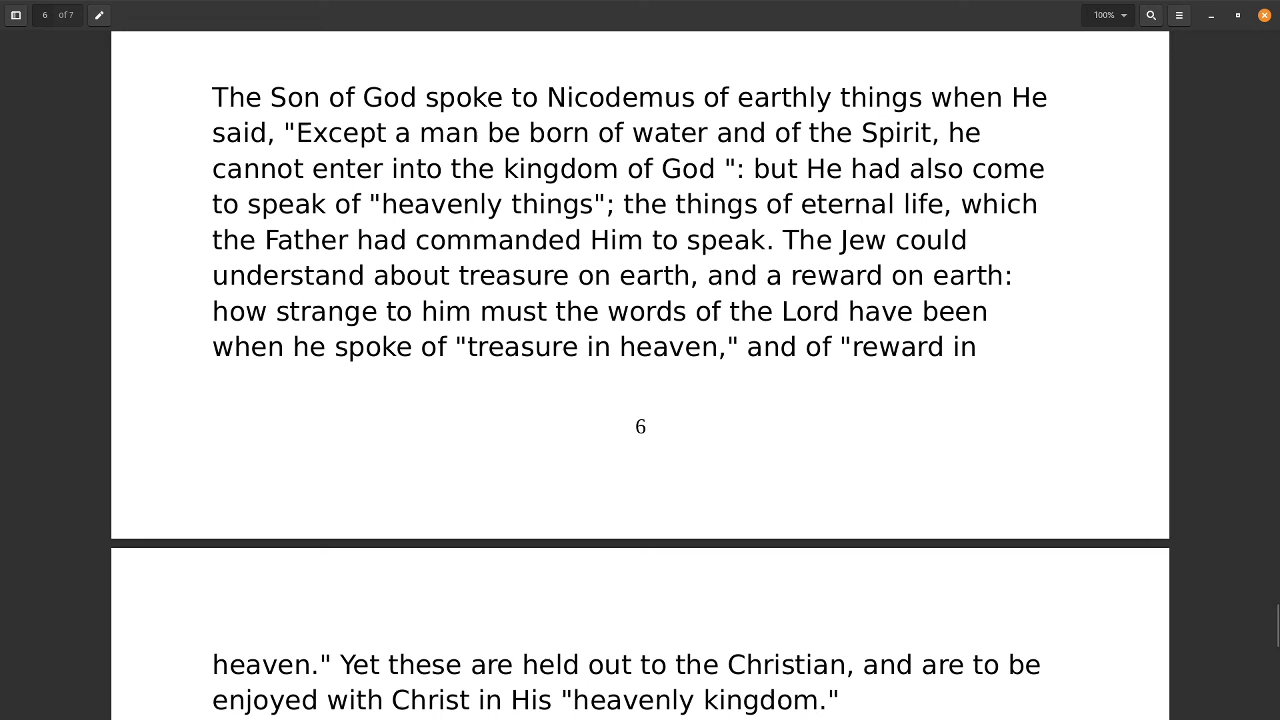 6 of 7
100%
The Son of God spoke to Nicodemus of earthly things when He
said, "Except a man be born of water and of the Spirit, he
cannot enter into the kingdom of God ": but He had also come
to speak of "heavenly things"; the things of eternal life, which
the Father had commanded Him to speak. The Jew could
understand about treasure on earth, and a reward on earth:
how strange to him must the words of the Lord have been
when he spoke of "treasure in heaven," and of "reward in
6
heaven." Yet these are held out to the Christian, and are to be
enjoyed with Christ in His "heavenly kingdom."